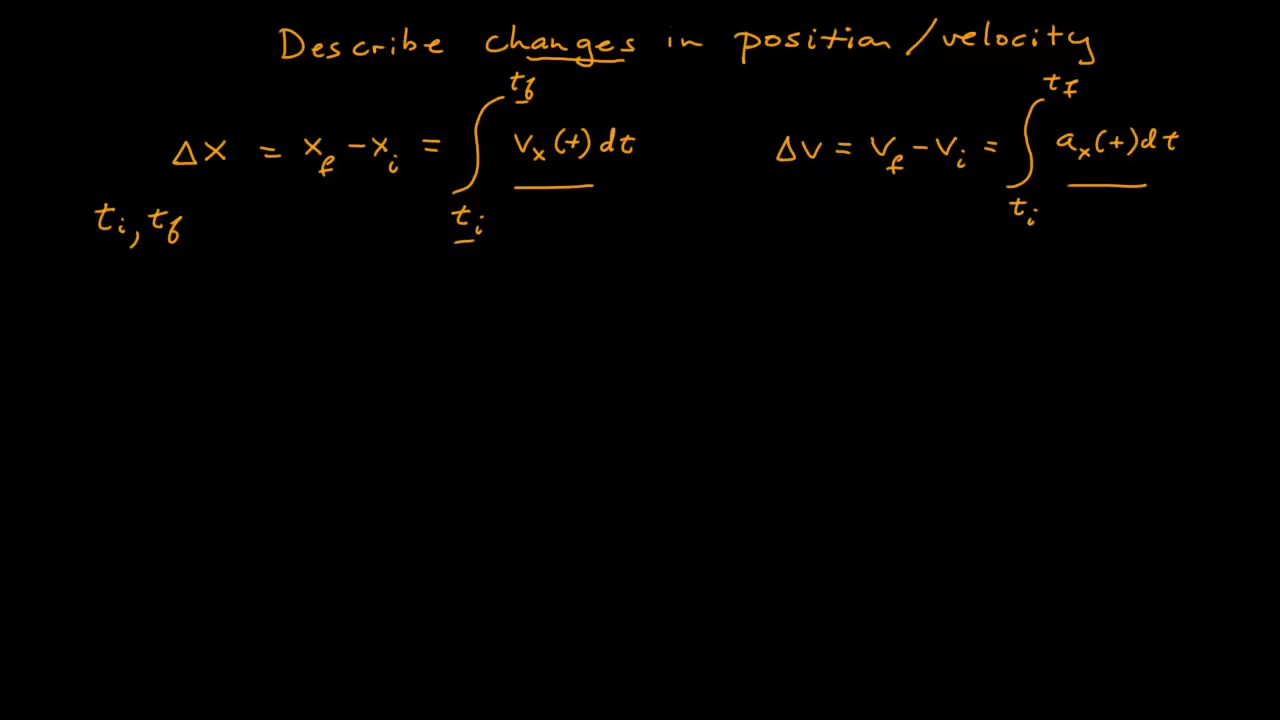 Describe changes in position/velocity
Δx = x_f - x_i = ∫_{t_i}^{t_f} v_x(t)dt
Δv = v_f - v_i = ∫_{t_i}^{t_f} a_x(t)dt
t_i, t_f